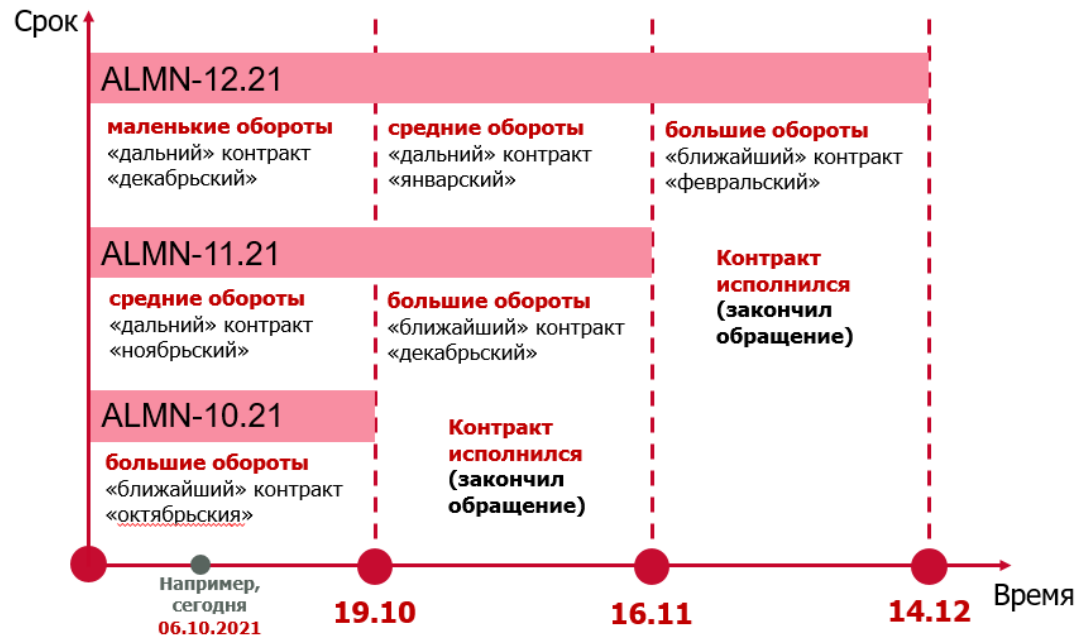 Срок
ALMN-12.21
маленькие обороты
«дальний» контракт
«декабрьский»
средние обороты
«дальний» контракт
«январский»
большие обороты
«ближайший» контракт
«февральский»
ALMN-11.21
средние обороты
«дальний» контракт
«ноябрьский»
большие обороты
«ближайший» контракт
«декабрьский»
Контракт
исполнился
(закончил
обращение)
ALMN-10.21
большие обороты
«ближайший» контракт
«октябрьския»
Контракт
исполнился
(закончил
обращение)
Например,
сегодня
06.10.2021
19.10
16.11
14.12
Время